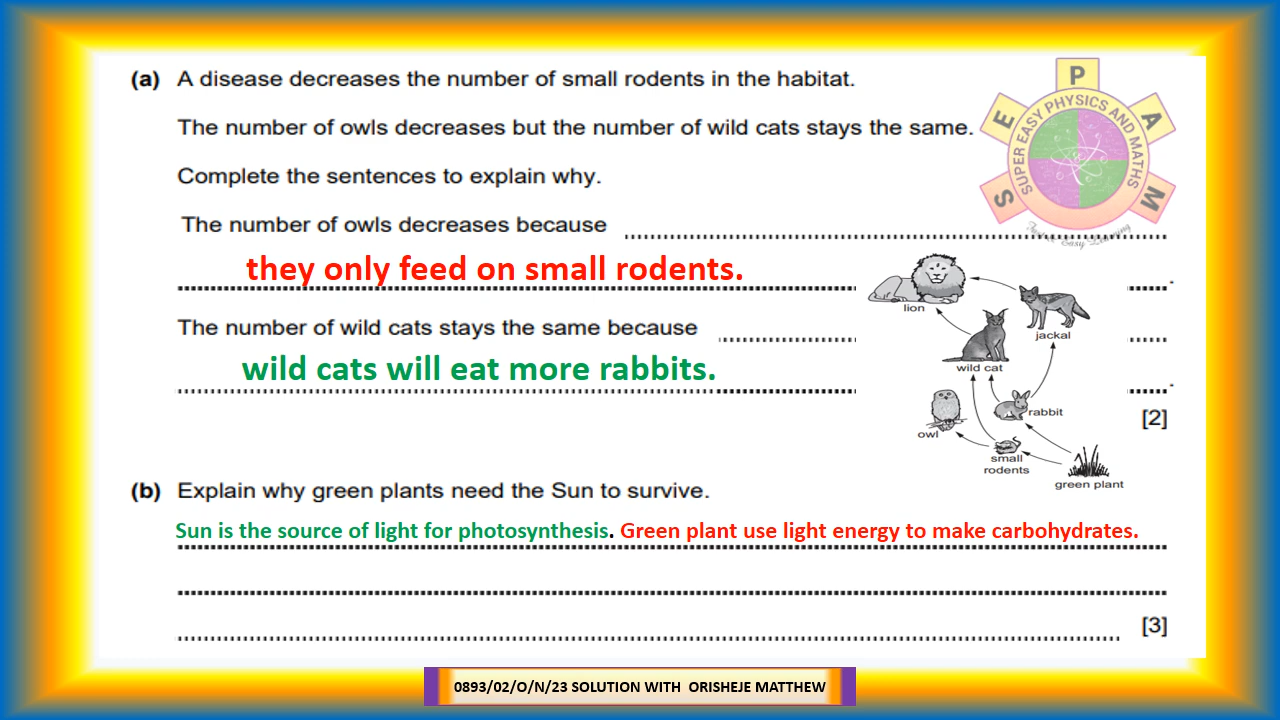 (a) A disease decreases the number of small rodents in the habitat.
The number of owls decreases but the number of wild cats stays the same.
Complete the sentences to explain why.
The number of owls decreases because
they only feed on small rodents.
The number of wild cats stays the same because
wild cats will eat more rabbits.
[2]
lion
jackal
wild cat
rabbit
owl
small
rodents
green plant
(b) Explain why green plants need the Sun to survive.
Sun is the source of light for photosynthesis. Green plant use light energy to make carbohydrates.
[3]
S E P A M
SUPER EASY PHYSICS AND MATHS
Easy Learning
0893/02/O/N/23 SOLUTION WITH ORISHEJE MATTHEW